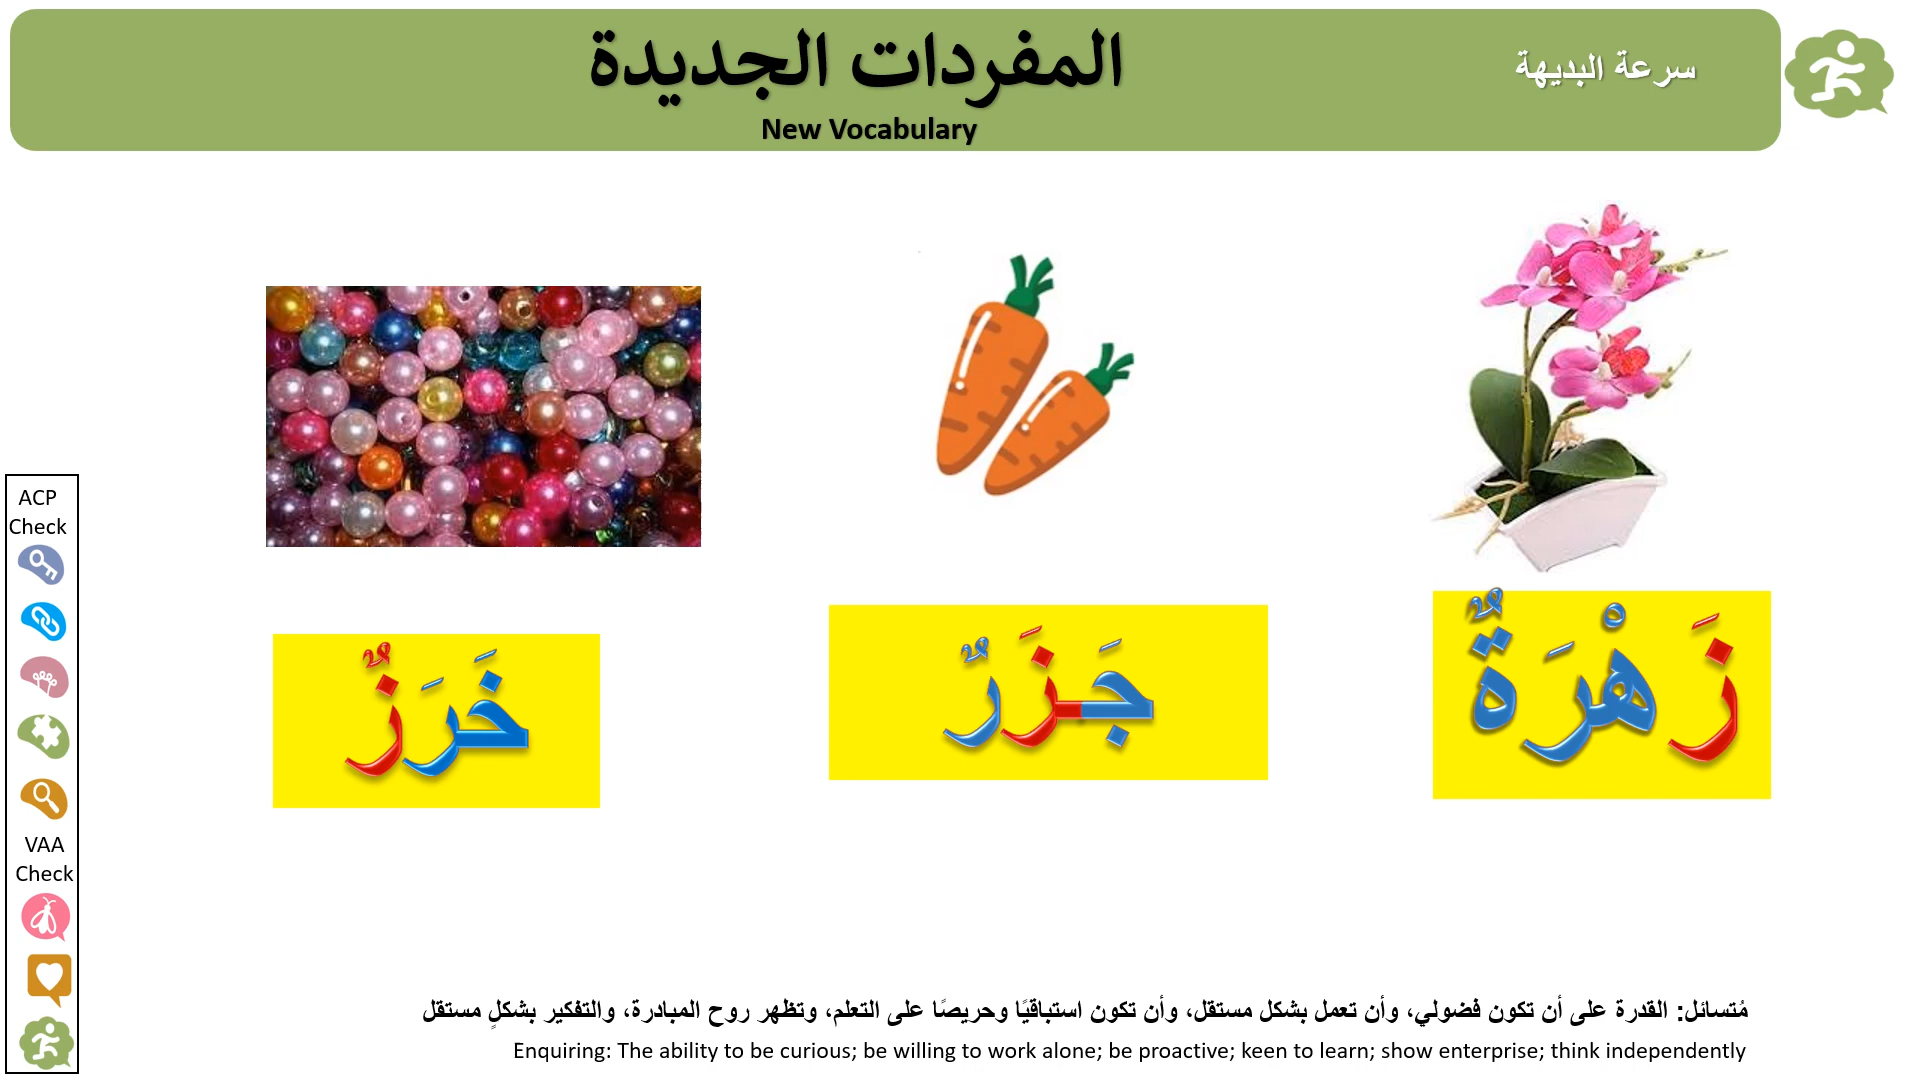 المفردات الجديدة
New Vocabulary
سرعة البديهة
زَهْرَةٌ
جَزَرٌ
خَرَزٌ
ACP
Check
VAA
Check
مُتسائل: القدرة على أن تكون فضولي، وأن تعمل بشكل مستقل، وأن تكون استباقيًا وحريصًا على التعلم، وتظهر روح المبادرة، والتفكير بشكلٍ مستقل
Enquiring: The ability to be curious; be willing to work alone; be proactive; keen to learn; show enterprise; think independently